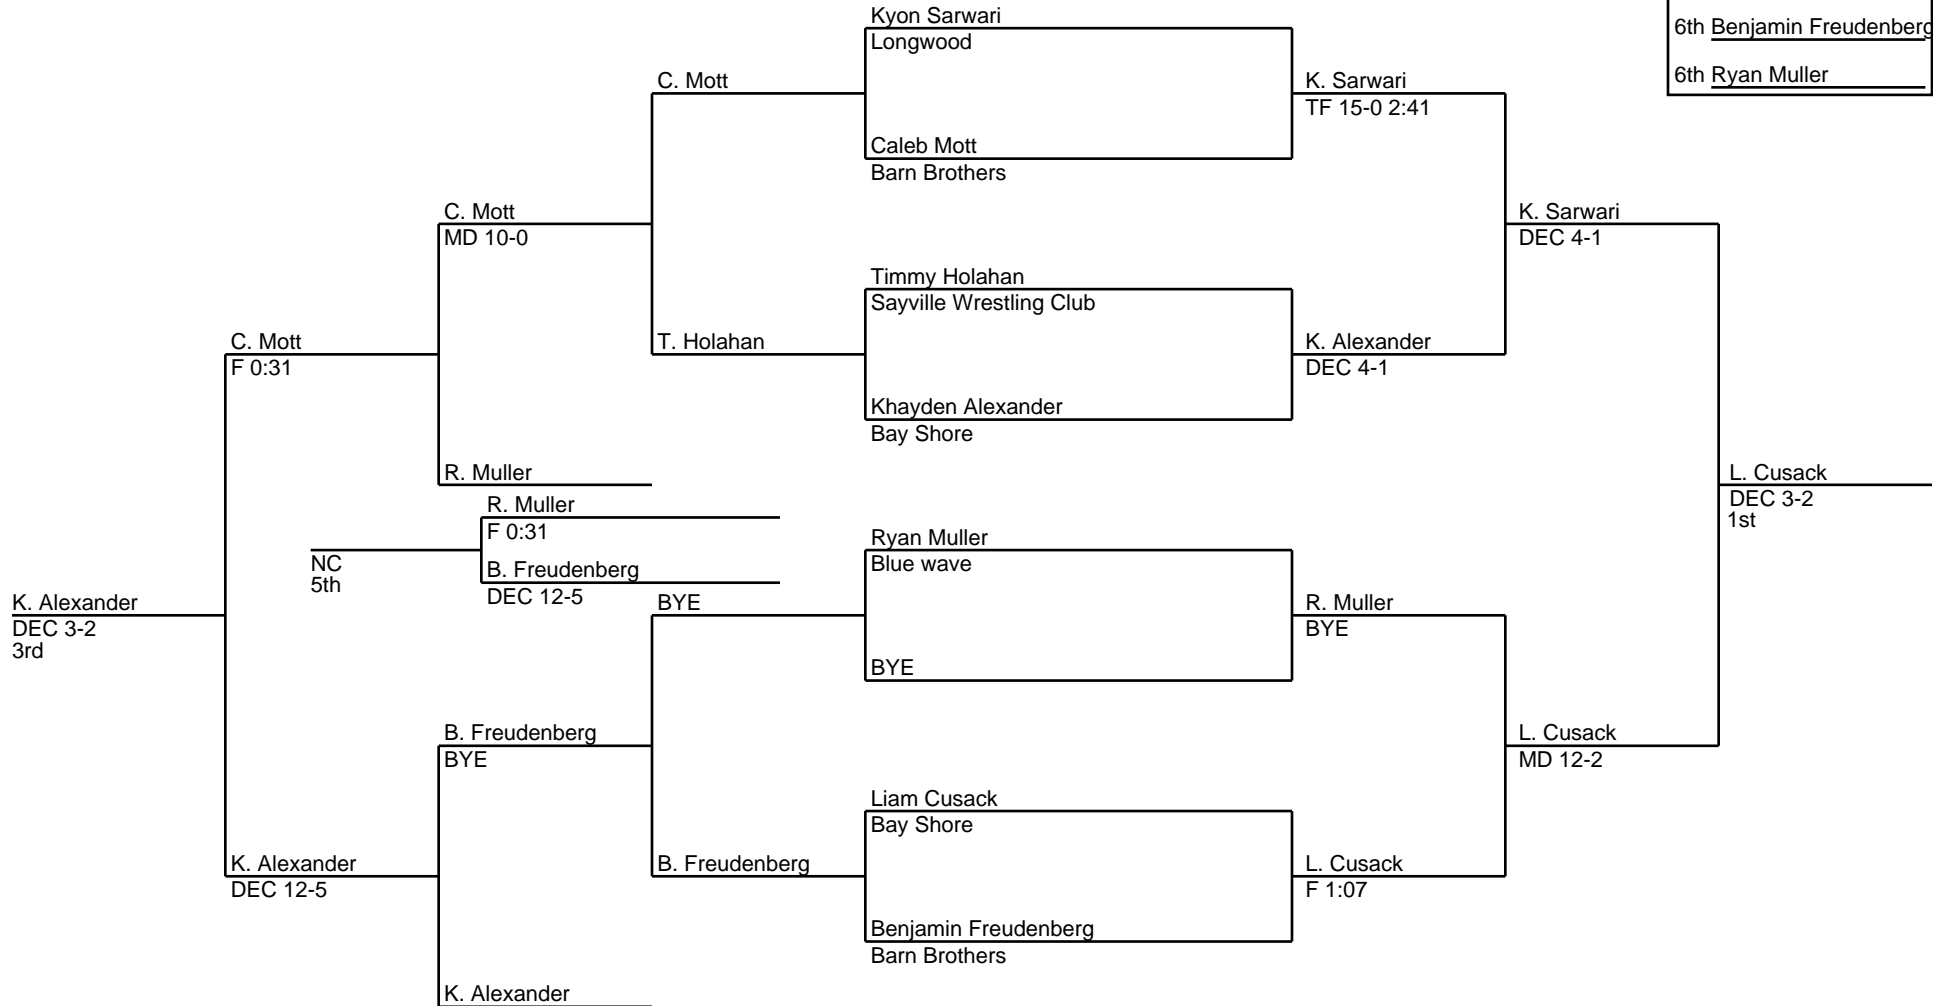 Kyon Sarwari
Longwood
6th Benjamin Freudenberg
6th Ryan Muller
C. Mott
K. Sarwari
TF 15-0 2:41
Caleb Mott
Barn Brothers
C. Mott
MD 10-0
K. Sarwari
DEC 4-1
Timmy Holahan
Sayville Wrestling Club
C. Mott
F 0:31
T. Holahan
K. Alexander
DEC 4-1
Khayden Alexander
Bay Shore
R. Muller
L. Cusack
DEC 3-2
1st
R. Muller
F 0:31
Ryan Muller
Blue wave
NC
5th
B. Freudenberg
DEC 12-5
K. Alexander
DEC 3-2
3rd
BYE
R. Muller
BYE
BYE
B. Freudenberg
BYE
L. Cusack
MD 12-2
Liam Cusack
Bay Shore
K. Alexander
DEC 12-5
B. Freudenberg
L. Cusack
F 1:07
Benjamin Freudenberg
Barn Brothers
K. Alexander